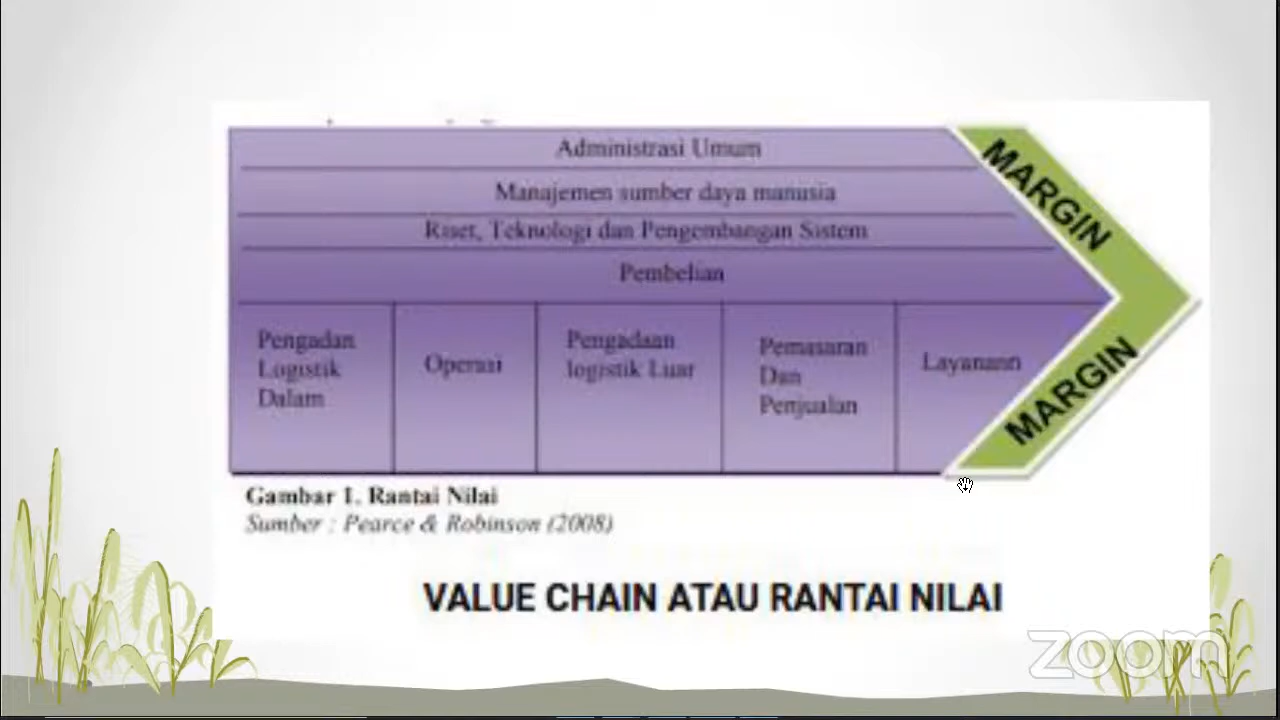 Administrasi Umum
Manajemen sumber daya manusia
Riset, Teknologi dan Pengembangan Sistem
Pembelian
Pengadan
Logistik
Dalam
Operasi
Pengadaan
logistik Luar
Pemasaran
Dan
Penjualan
Layanann
MARGIN
MARGIN
Gambar 1. Rantai Nilai
Sumber : Pearce & Robinson (2008)
VALUE CHAIN ATAU RANTAI NILAI
zoom